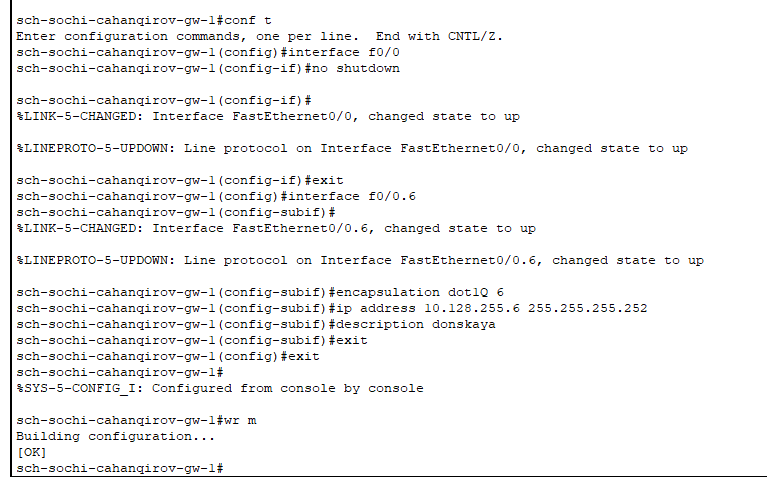 sch-sochi-cahanqirov-gw-1#conf t
Enter configuration commands, one per line.  End with CNTL/Z.
sch-sochi-cahanqirov-gw-1(config)#interface f0/0
sch-sochi-cahanqirov-gw-1(config-if)#no shutdown
sch-sochi-cahanqirov-gw-1(config-if)#
%LINK-5-CHANGED: Interface FastEthernet0/0, changed state to up
%LINEPROTO-5-UPDOWN: Line protocol on Interface FastEthernet0/0, changed state to up
sch-sochi-cahanqirov-gw-1(config-if)#exit
sch-sochi-cahanqirov-gw-1(config)#interface f0/0.6
sch-sochi-cahanqirov-gw-1(config-subif)#
%LINK-5-CHANGED: Interface FastEthernet0/0.6, changed state to up
%LINEPROTO-5-UPDOWN: Line protocol on Interface FastEthernet0/0.6, changed state to up
sch-sochi-cahanqirov-gw-1(config-subif)#encapsulation dot1Q 6
sch-sochi-cahanqirov-gw-1(config-subif)#ip address 10.128.255.6 255.255.255.252
sch-sochi-cahanqirov-gw-1(config-subif)#description donskaya
sch-sochi-cahanqirov-gw-1(config-subif)#exit
sch-sochi-cahanqirov-gw-1(config)#exit
sch-sochi-cahanqirov-gw-1#
%SYS-5-CONFIG_I: Configured from console by console
sch-sochi-cahanqirov-gw-1#wr m
Building configuration...
[OK]
sch-sochi-cahanqirov-gw-1#